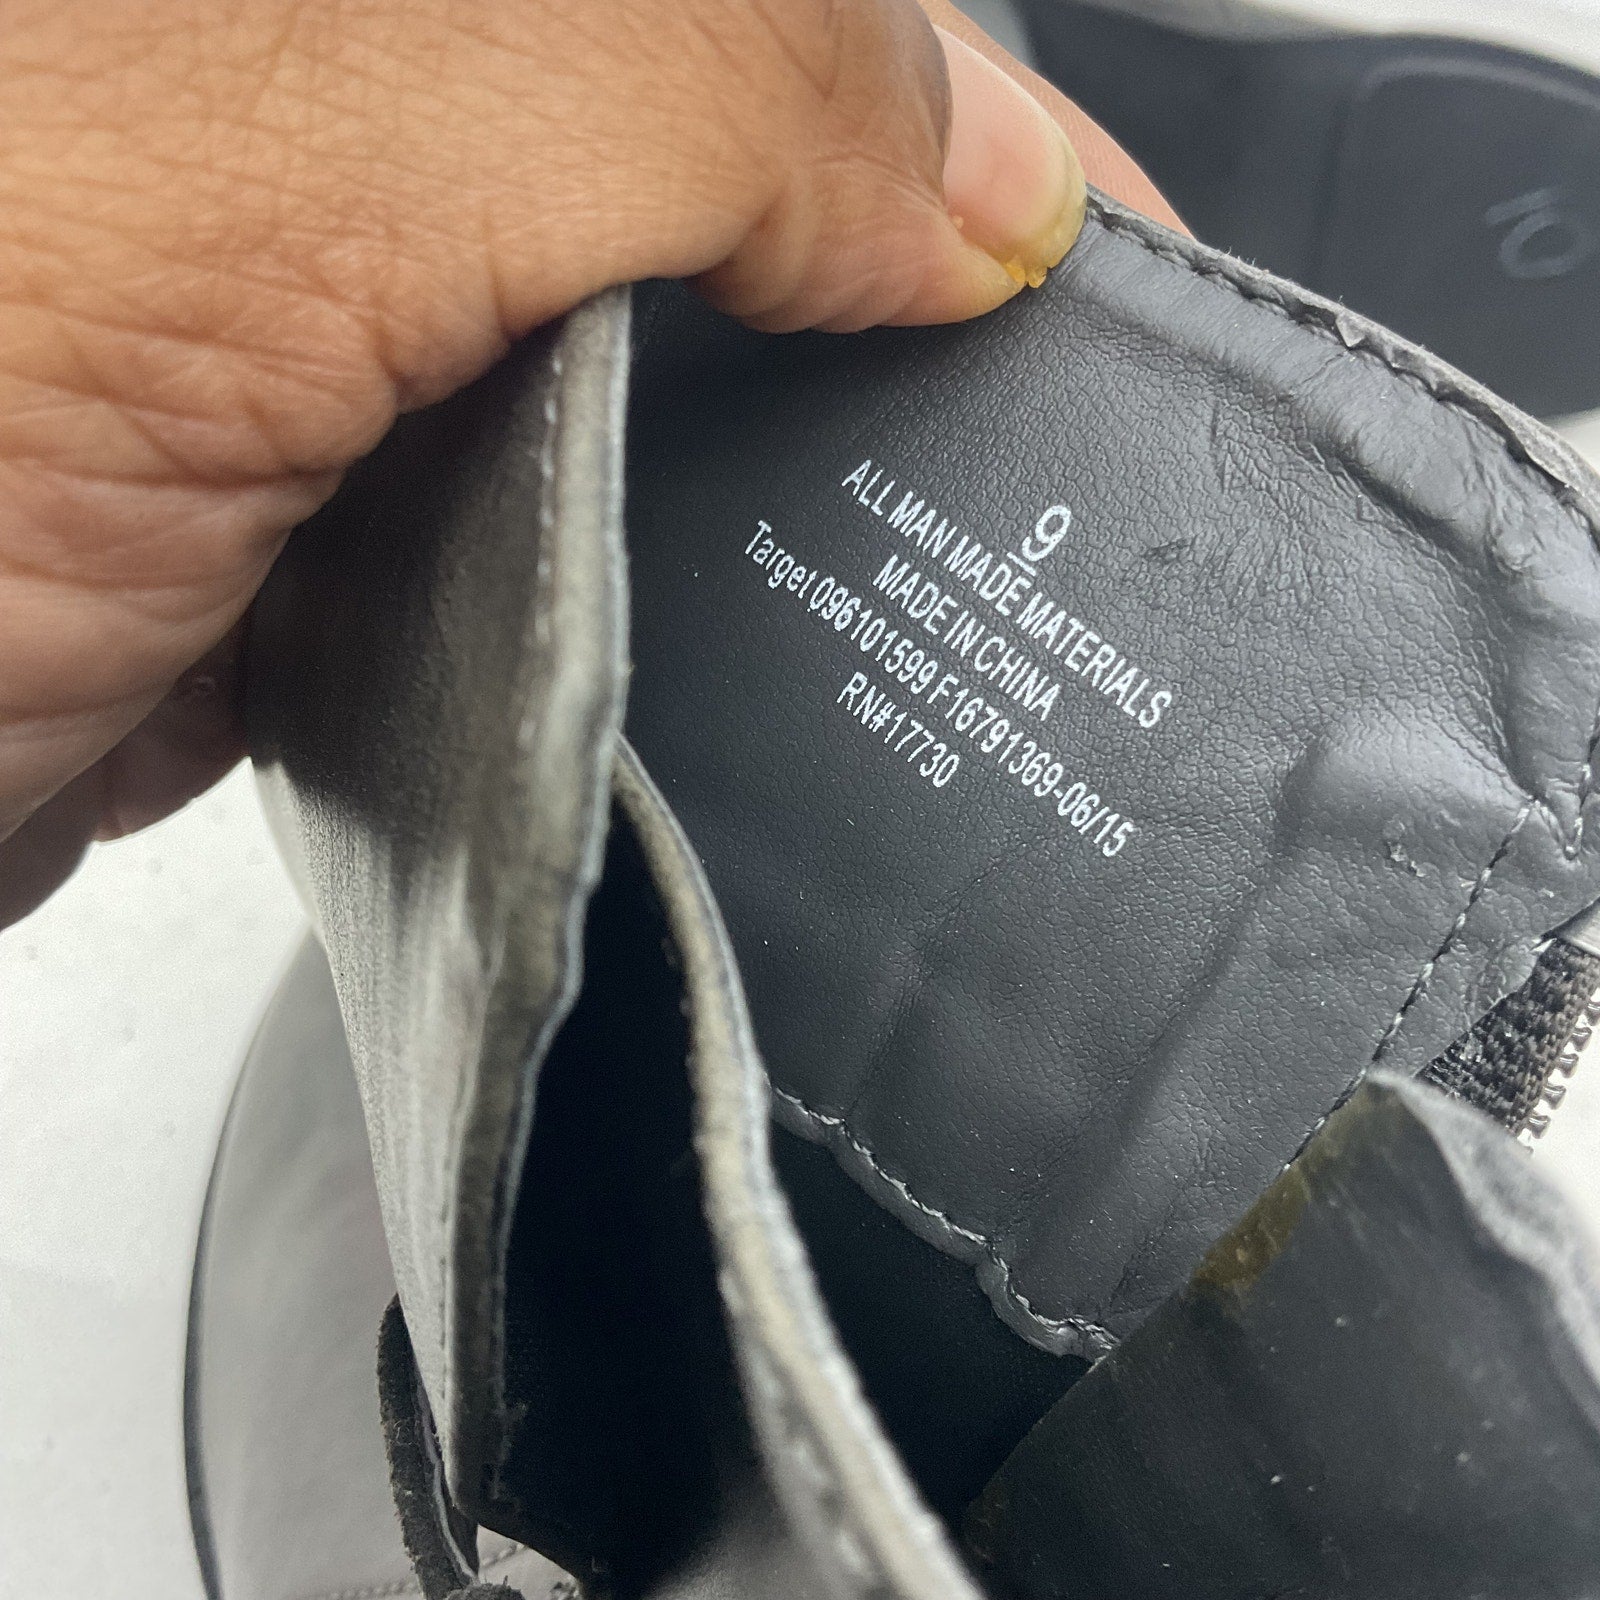 9
ALL MAN MADE MATERIALS
MADE IN CHINA
Target 096101599 F16791369-06/15
RN#17730